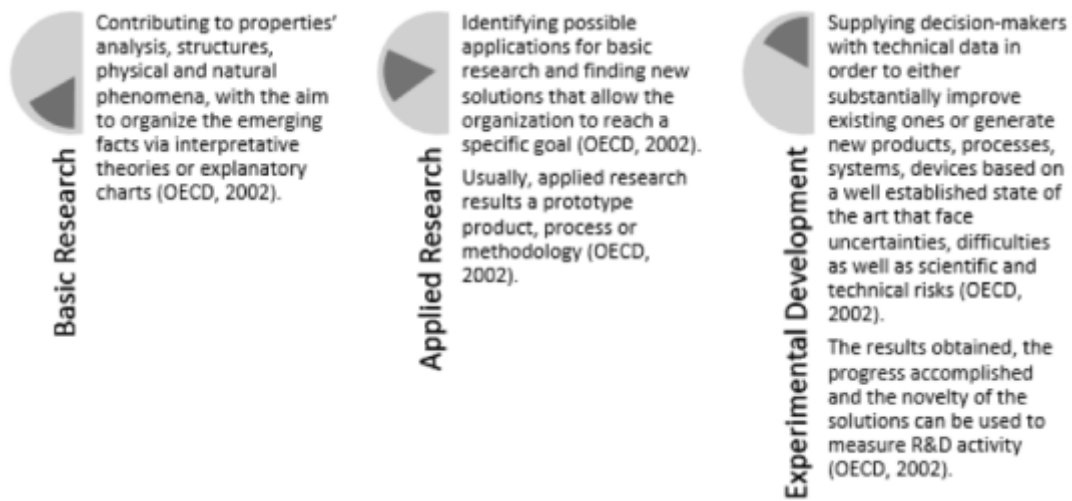 Basic Research
Contributing to properties'
analysis, structures,
physical and natural
phenomena, with the aim
to organize the emerging
facts via interpretative
theories or explanatory
charts (OECD, 2002).
Applied Research
Identifying possible
applications for basic
research and finding new
solutions that allow the
organization to reach a
specific goal (OECD, 2002).
Usually, applied research
results a prototype
product, process or
methodology (OECD,
2002).
Experimental Development
Supplying decision-makers
with technical data in
order to either
substantially improve
existing ones or generate
new products, processes,
systems, devices based on
a well established state of
the art that face
uncertainties, difficulties
as well as scientific and
technical risks (OECD,
2002).
The results obtained, the
progress accomplished
and the novelty of the
solutions can be used to
measure R&D activity
(OECD, 2002).